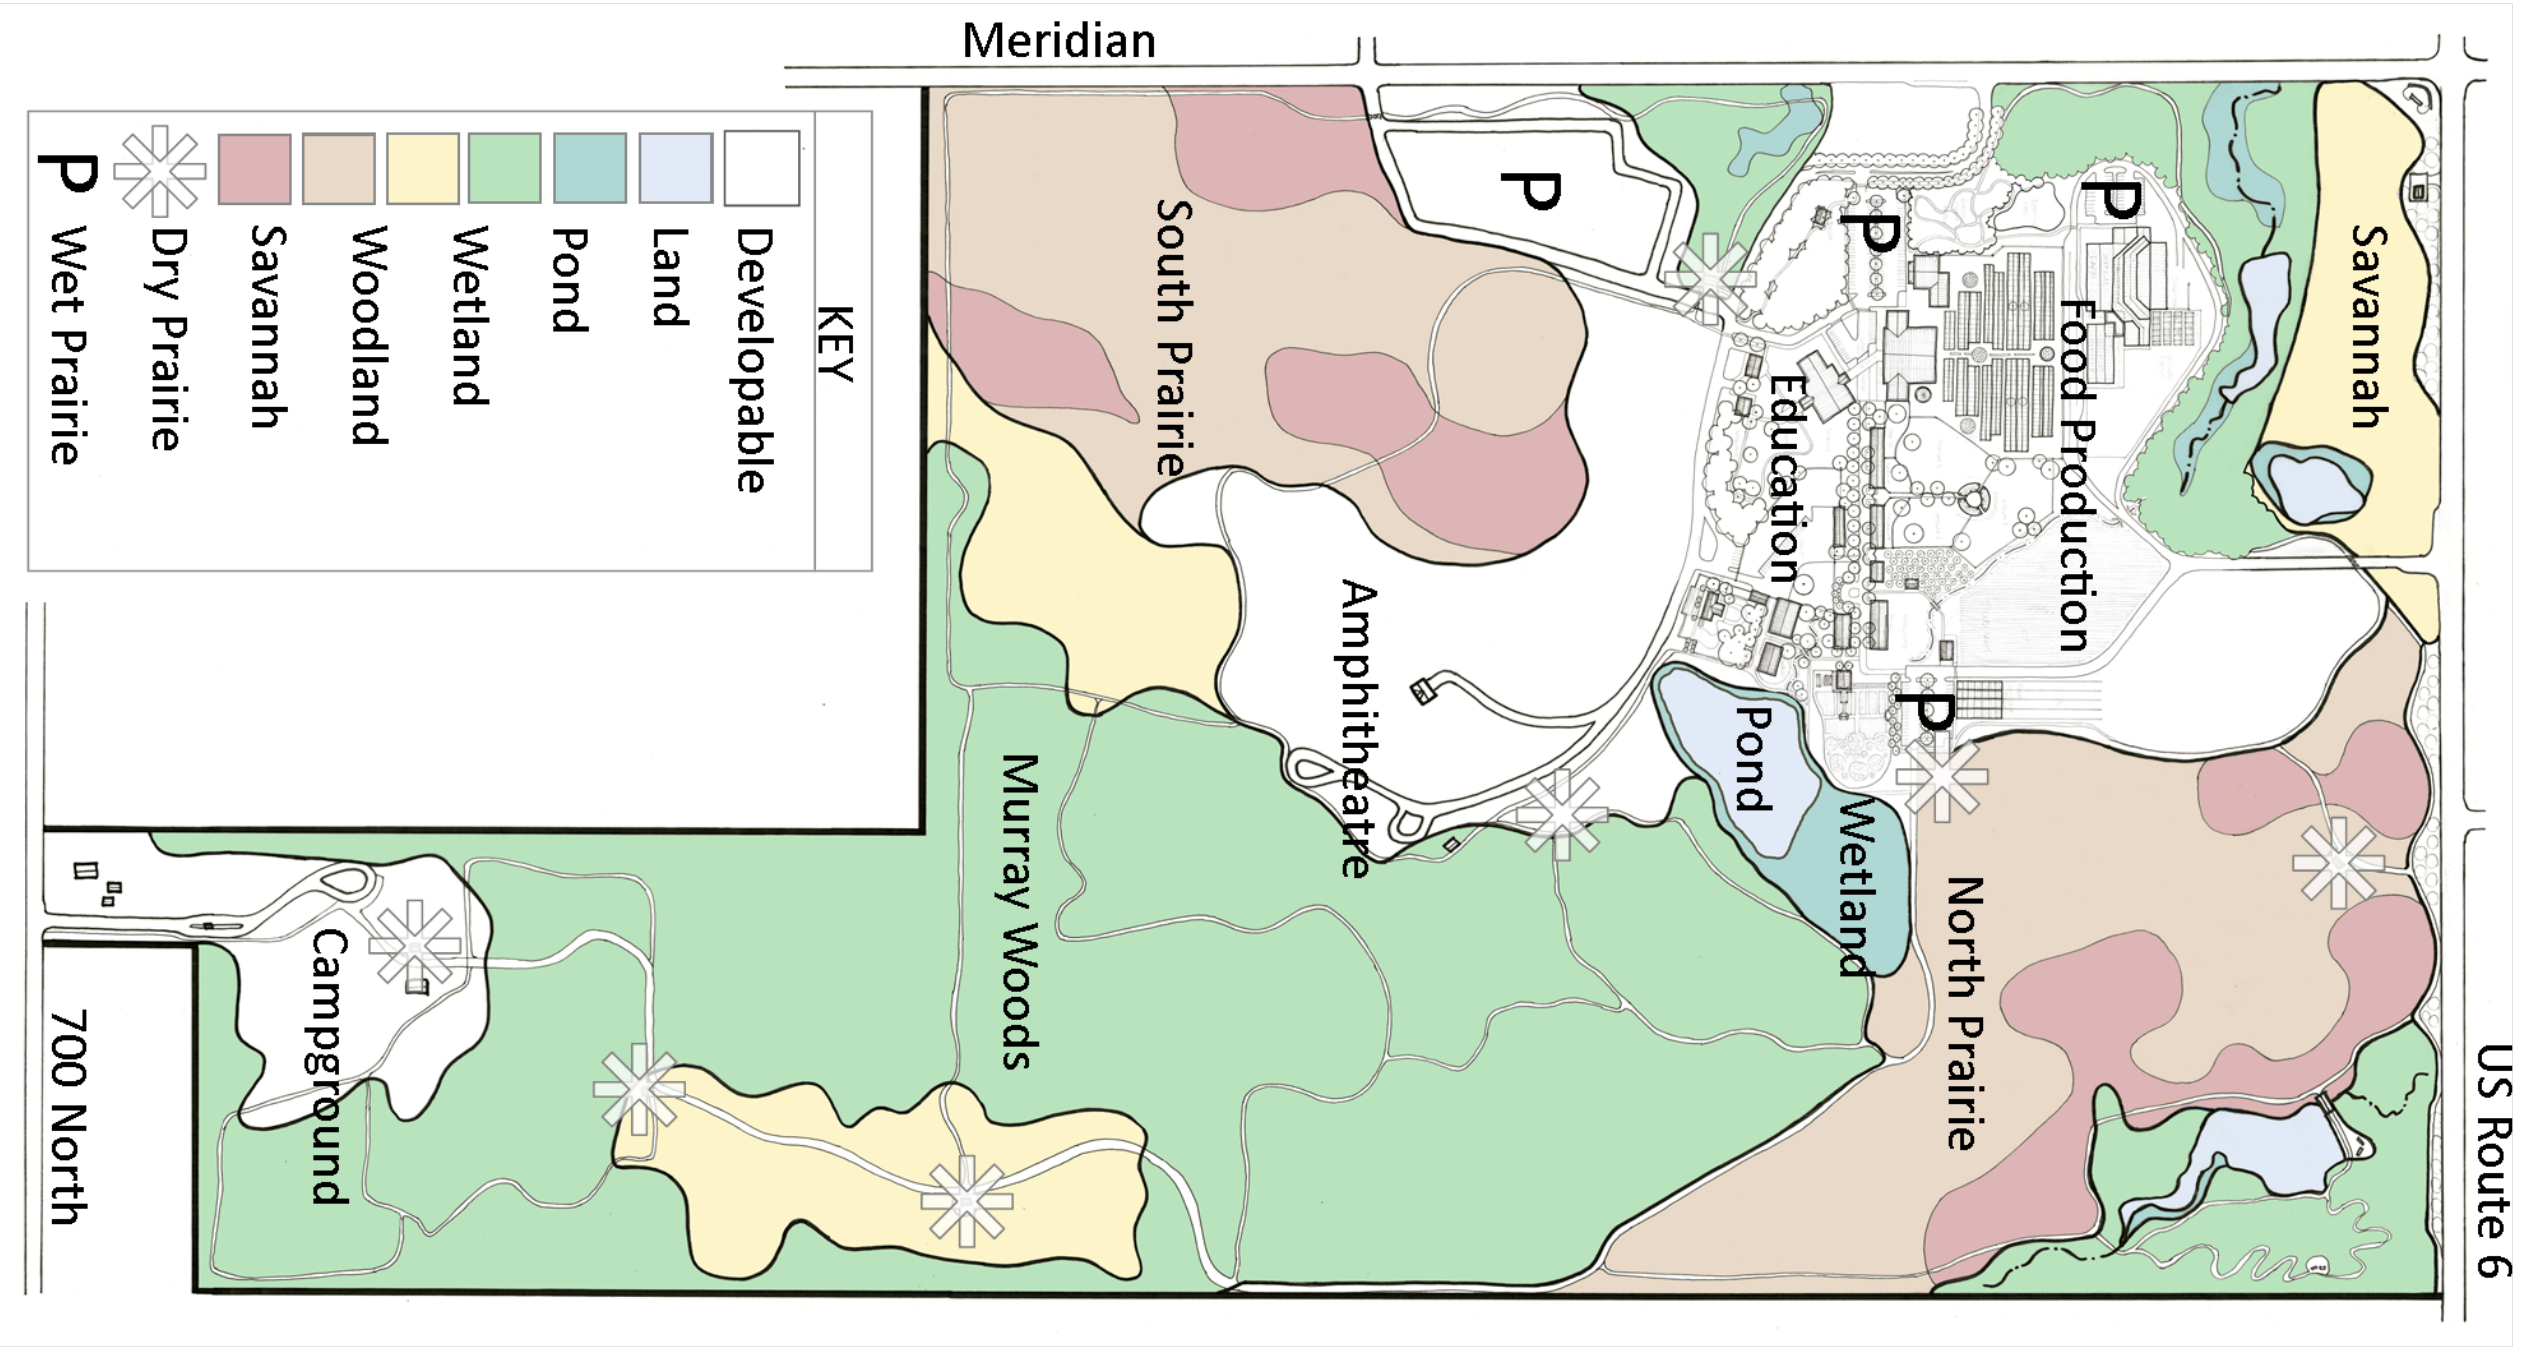 Meridian
US Route 6
Savannah
P
Food Production
North Prairie
P
P
Wetland
Education
Pond
P
Amphitheatre
South Prairie
Murray Woods
KEY
Developable
Land
Pond
Wetland
Woodland
Savannah
Dry Prairie
P Wet Prairie
Campground
700 North